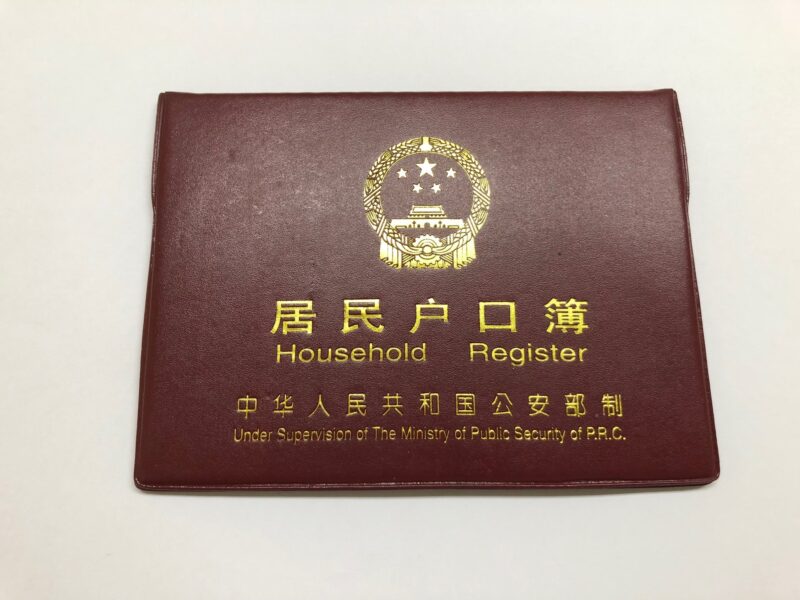 居民户口簿
Household Register
中华人民共和国公安部制
Under Supervision of The Ministry of Public Security of P.R.C.